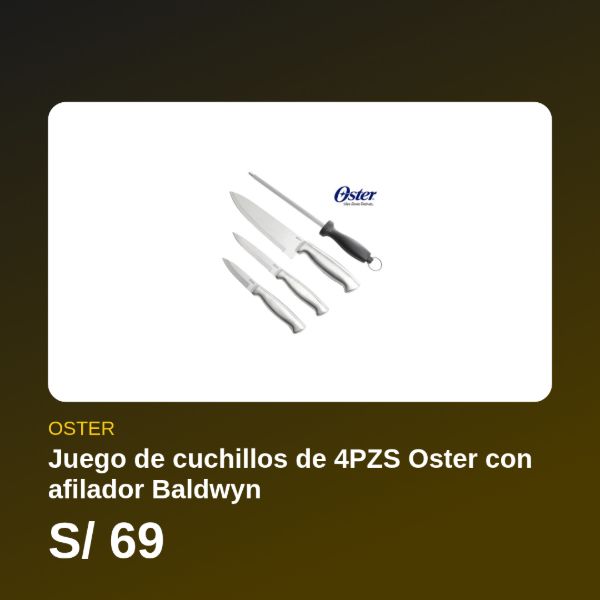 Oster
OSTER
Juego de cuchillos de 4PZS Oster con
afilador Baldwyn
S/ 69